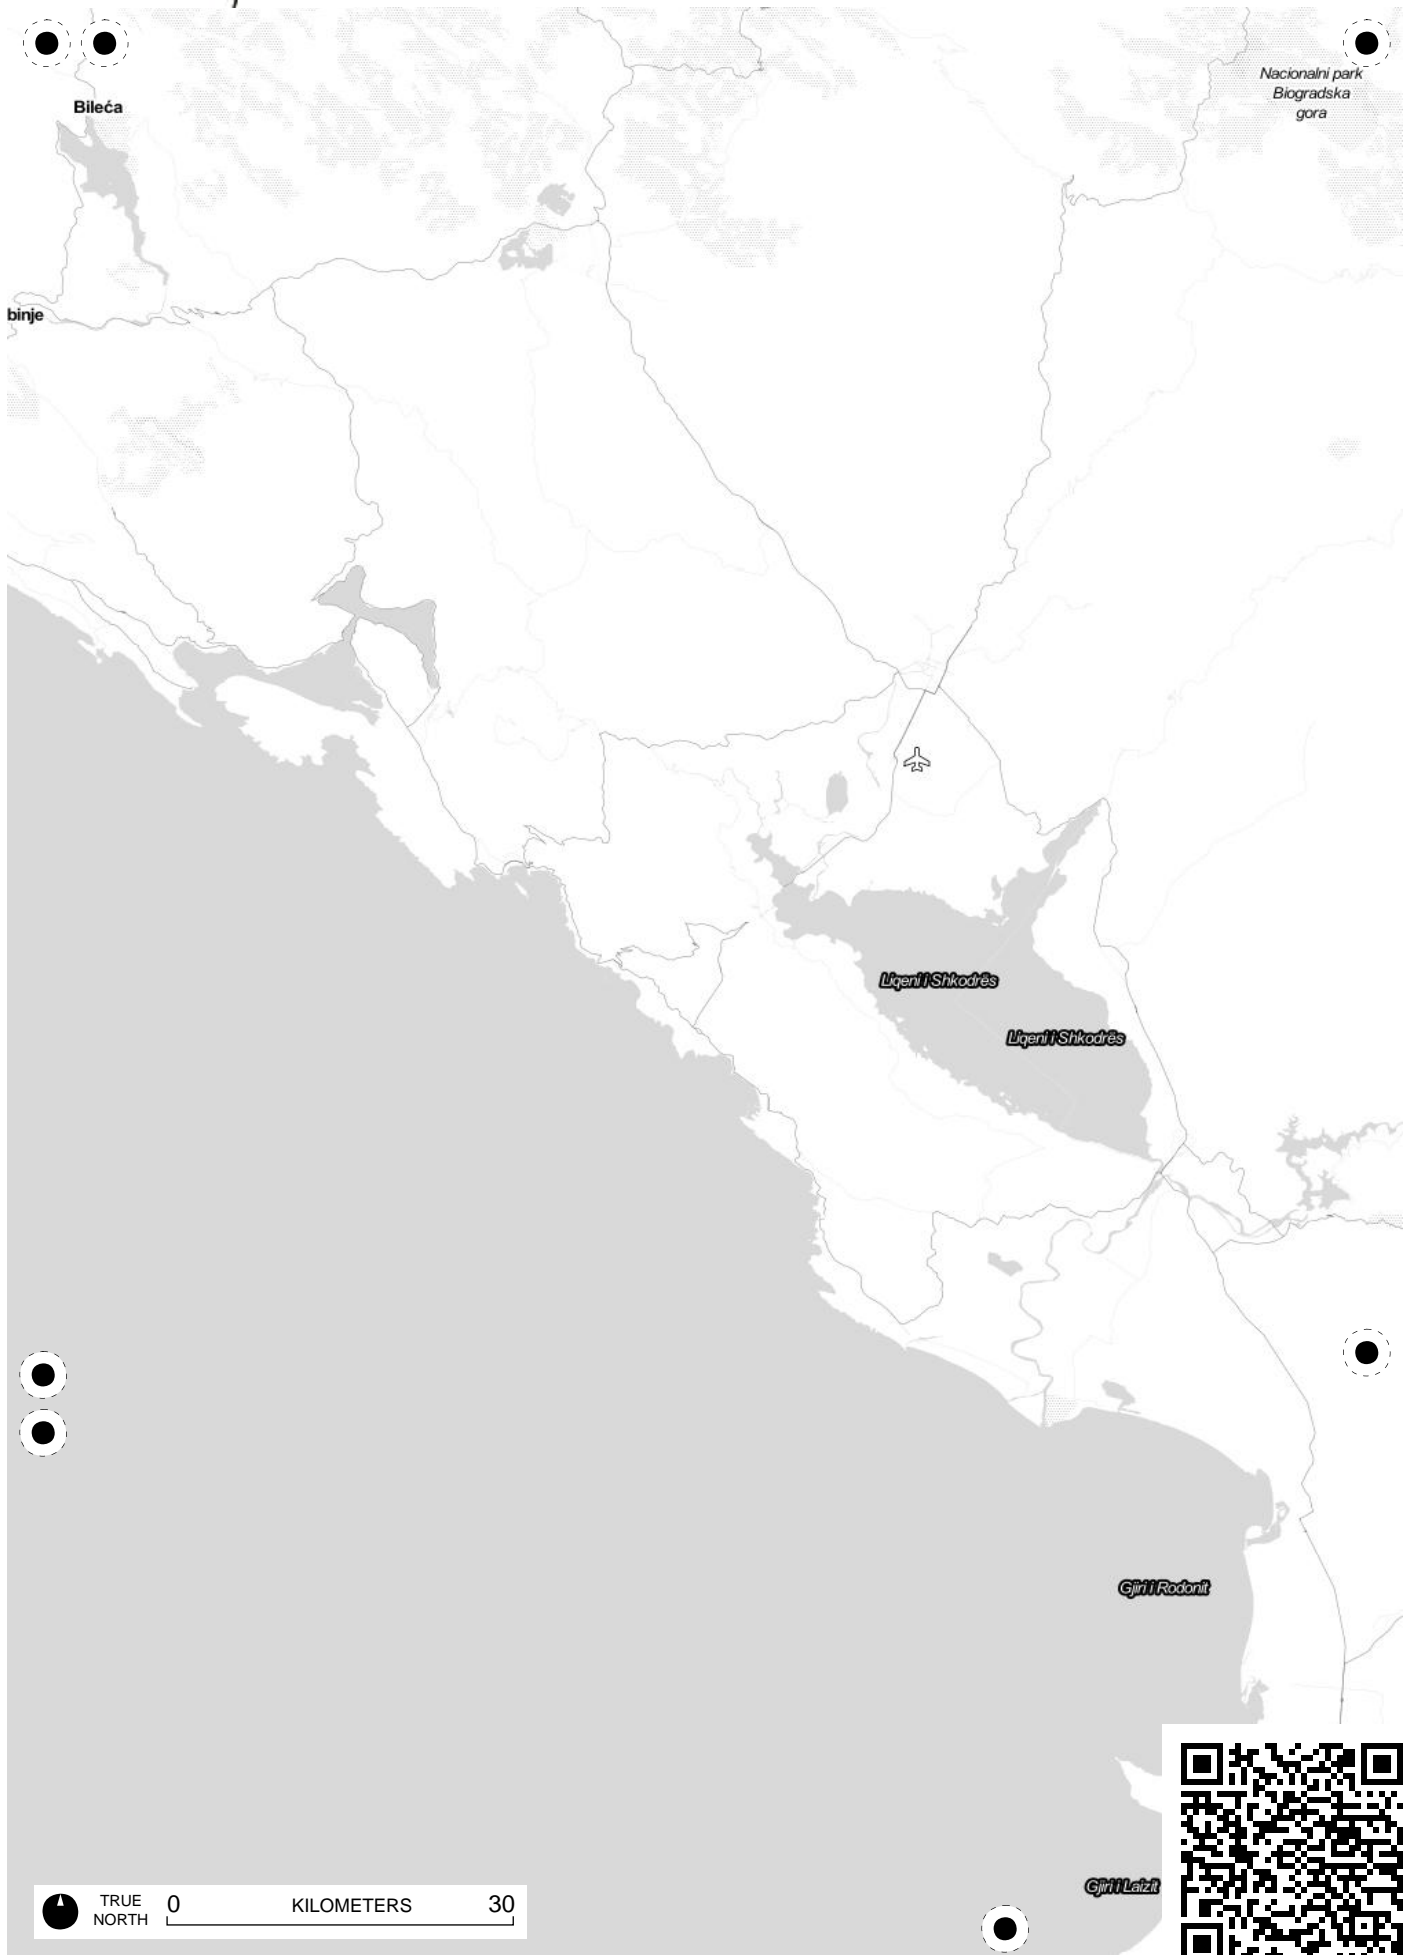 Nacionalni park
Biogradska
gora
Bileća
binje
Liqeni i Shkodrës
Liqeni i Shkodrës
Gjiri i Rodonit
Gjiri i Lalzit
TRUE
NORTH
0 KILOMETERS 30